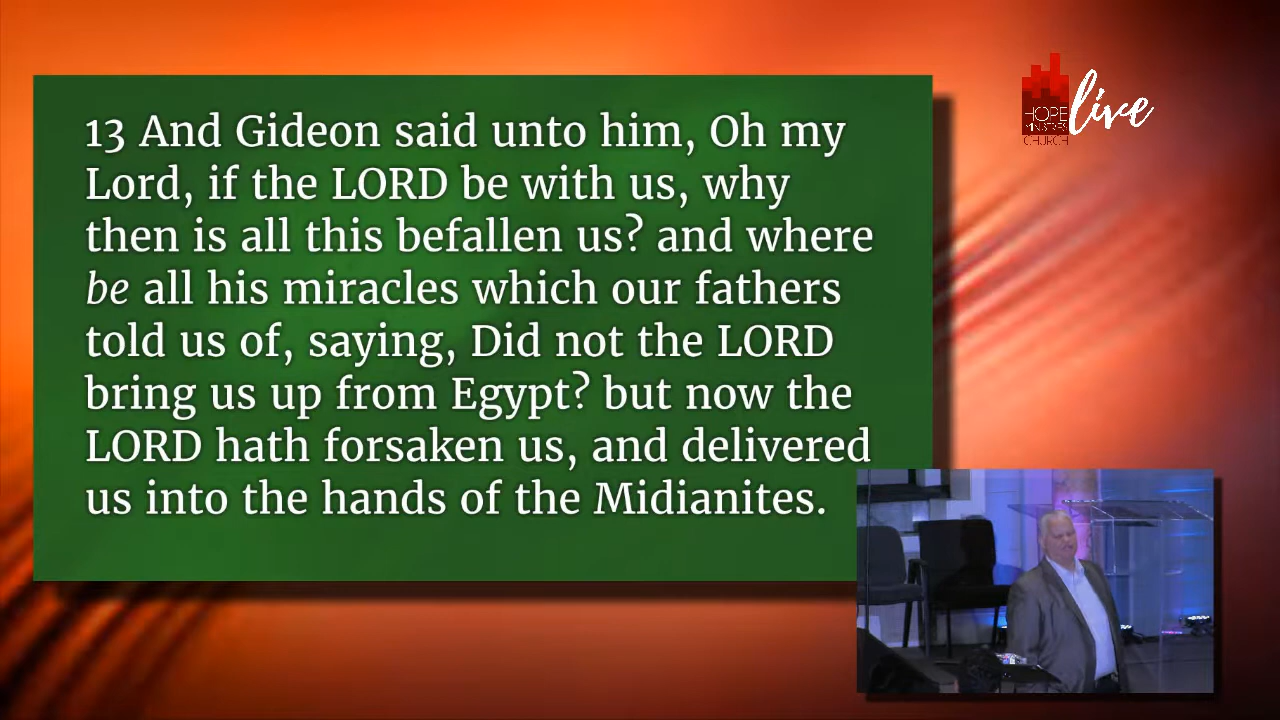 13 And Gideon said unto him, Oh my
Lord, if the LORD be with us, why
then is all this befallen us? and where
be all his miracles which our fathers
told us of, saying, Did not the LORD
bring us up from Egypt? but now the
LORD hath forsaken us, and delivered
us into the hands of the Midianites.
HOPE
MINISTRIES
CHURCH
live